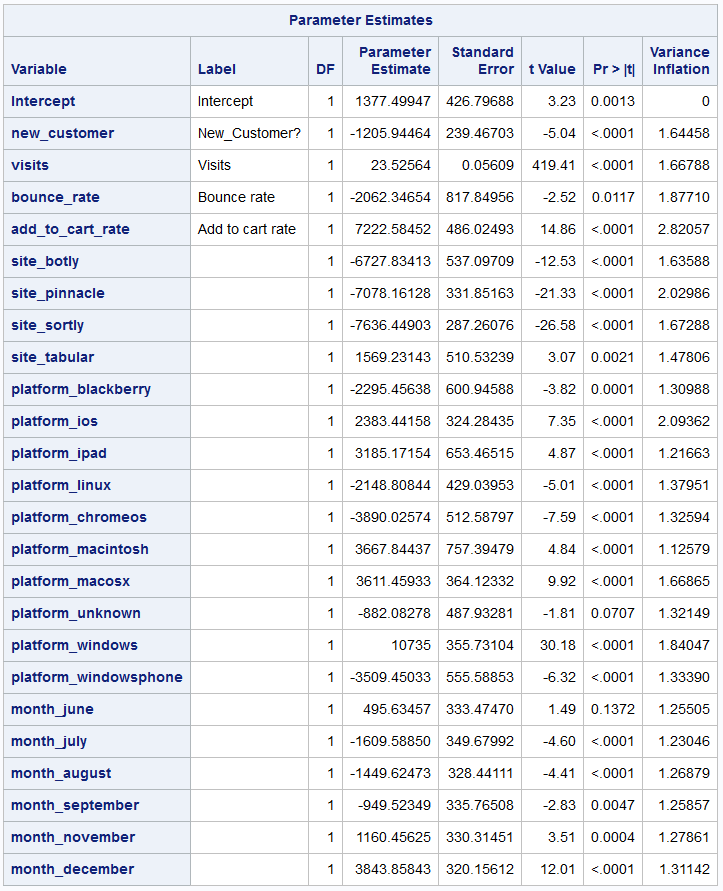 Parameter Estimates
Variable Label DF Parameter Estimate Standard Error t Value Pr > |t| Variance Inflation
Intercept Intercept 1 1377.49947 426.79688 3.23 0.0013 0
new_customer New_Customer? 1 -1205.94464 239.46703 -5.04 <.0001 1.64458
visits Visits 1 23.52564 0.05609 419.41 <.0001 1.66788
bounce_rate Bounce rate 1 -2062.34654 817.84956 -2.52 0.0117 1.87710
add_to_cart_rate Add to cart rate 1 7222.58452 486.02493 14.86 <.0001 2.82057
site_botly 1 -6727.83413 537.09709 -12.53 <.0001 1.63588
site_pinnacle 1 -7078.16128 331.85163 -21.33 <.0001 2.02986
site_sortly 1 -7636.44903 287.26076 -26.58 <.0001 1.67288
site_tabular 1 1569.23143 510.53239 3.07 0.0021 1.47806
platform_blackberry 1 -2295.45638 600.94588 -3.82 0.0001 1.30988
platform_ios 1 2383.44158 324.28435 7.35 <.0001 2.09362
platform_ipad 1 3185.17154 653.46515 4.87 <.0001 1.21663
platform_linux 1 -2148.80844 429.03953 -5.01 <.0001 1.37951
platform_chromeos 1 -3890.02574 512.58797 -7.59 <.0001 1.32594
platform_macintosh 1 3667.84437 757.39479 4.84 <.0001 1.12579
platform_macosx 1 3611.45933 364.12332 9.92 <.0001 1.66865
platform_unknown 1 -882.08278 487.93281 -1.81 0.0707 1.32149
platform_windows 1 10735 355.73104 30.18 <.0001 1.84047
platform_windowsphone 1 -3509.45033 555.58853 -6.32 <.0001 1.33390
month_june 1 495.63457 333.47470 1.49 0.1372 1.25505
month_july 1 -1609.58850 349.67992 -4.60 <.0001 1.23046
month_august 1 -1449.62473 328.44111 -4.41 <.0001 1.26879
month_september 1 -949.52349 335.76508 -2.83 0.0047 1.25857
month_november 1 1160.45625 330.31451 3.51 0.0004 1.27861
month_december 1 3843.85843 320.15612 12.01 <.0001 1.31142